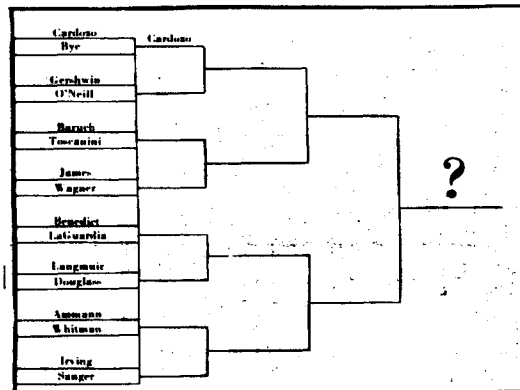 Cardozo
Bye
Cardozo
Gershwin
O'Neill
Baruch
Toscanini
James
Wagner
?
Benedict
LaGuardia
Langmuir
Douglass
Ammann
Whitman
Irving
Sanger